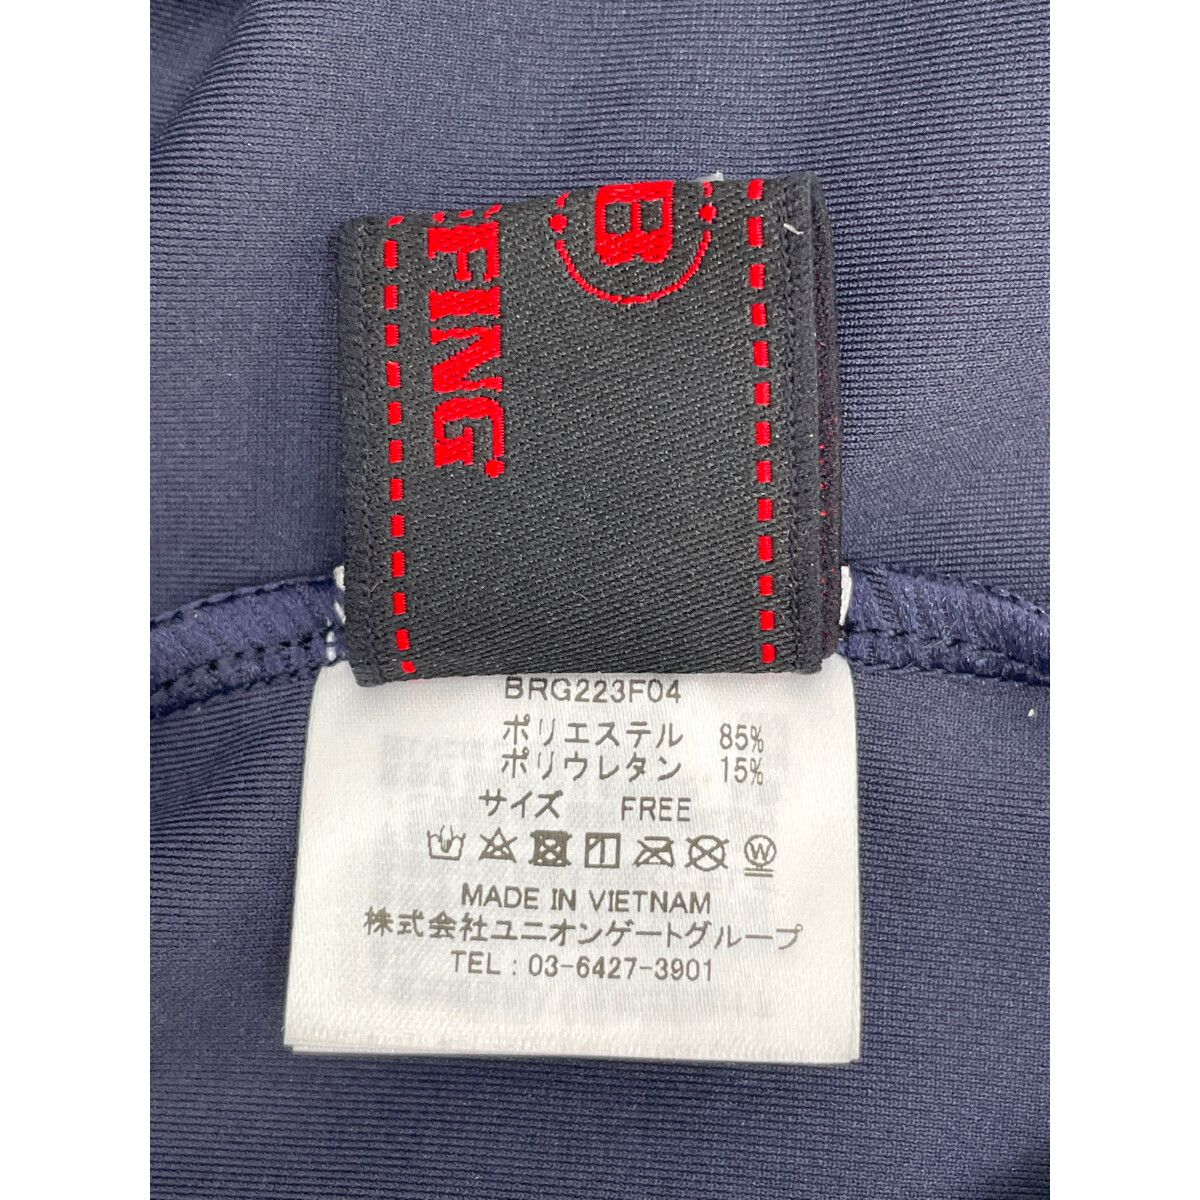 B
FING
BRG223F04
ポリエステル 85%
ポリウレタン 15%
サイズ FREE
W
MADE IN VIETNAM
株式会社ユニオンゲートグループ
TEL : 03-6427-3901